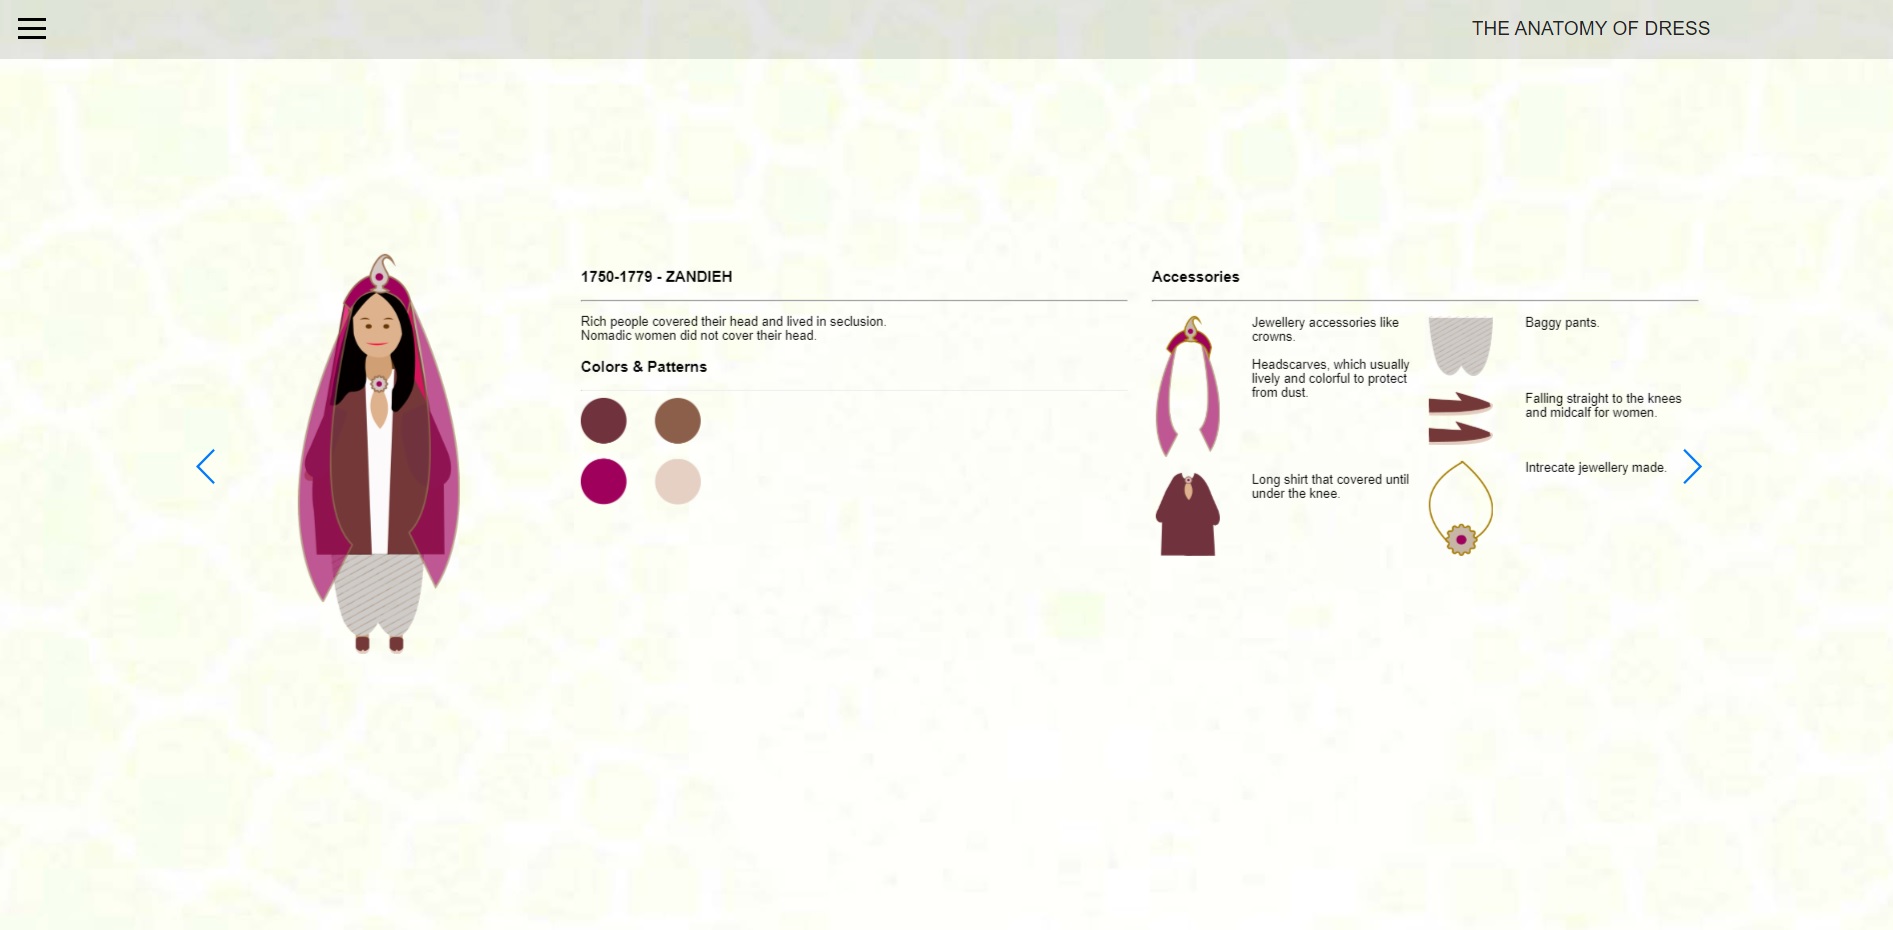 THE ANATOMY OF DRESS
1750-1779 - ZANDIEH
Rich people covered their head and lived in seclusion.
Nomadic women did not cover their head.
Colors & Patterns
Accessories
Jewellery accessories like
crowns.
Headscarves, which usually
lively and colorful to protect
from dust.
Long shirt that covered until
under the knee.
Baggy pants.
Falling straight to the knees
and midcalf for women.
Intrecate jewellery made.